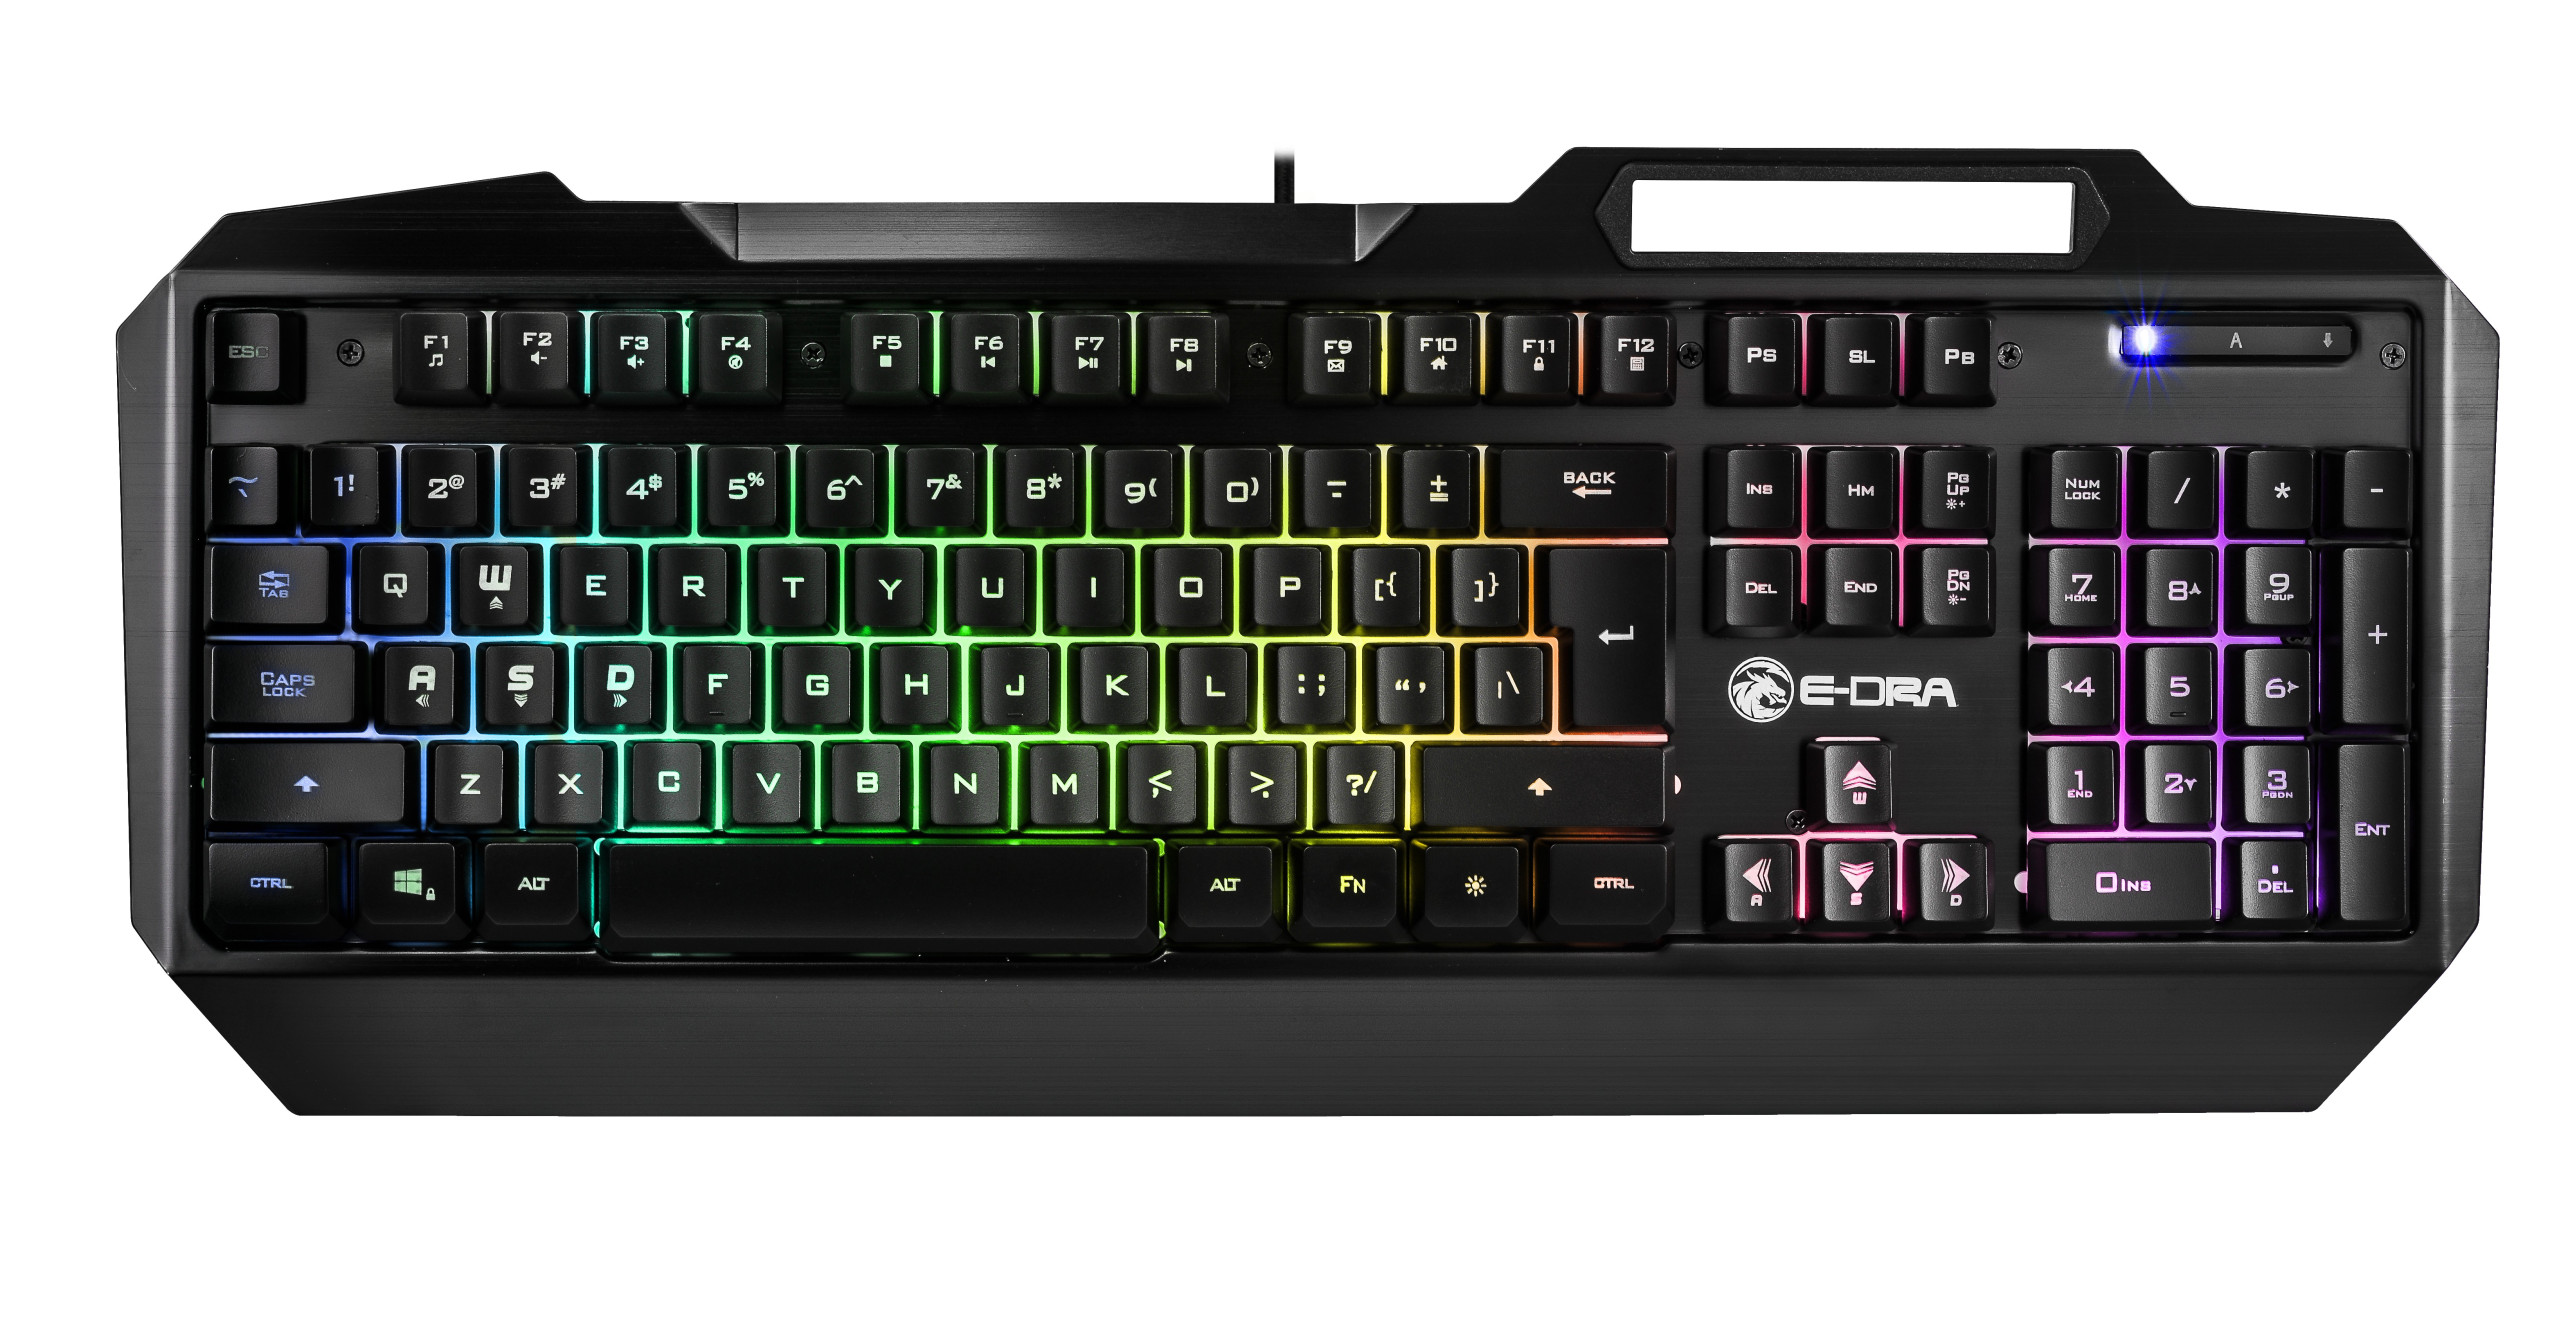 ESC F1 F2 F3 F4 F5 F6 F7 F8 F9 F10 F11 F12 PS SL PB A
~ 1! 2@ 3# 4$ 5% 6^ 7& 8* 9( 0) - ± BACK INS HM PG UP NUM LOCK / * -
TAB Q W E R T Y U I O P [{ ]} DEL END PG DN 7 HOME 8 9 PGUP +
CAPS LOCK A S D F G H J K L :; “, |\ E-DRA 4 5 6
Z X C V B N M <, >. ?/ W 1 END 2 3 PGDN ENT
CTRL ALT ALT FN CTRL A S D 0 INS . DEL